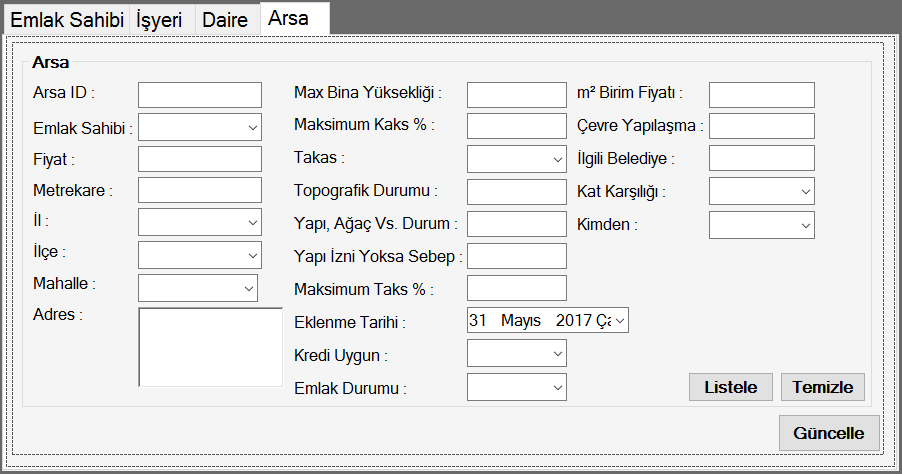 Emlak Sahibi İşyeri Daire Arsa
Arsa
Arsa ID :
Emlak Sahibi :
Fiyat :
Metrekare :
İl :
İlçe :
Mahalle :
Adres :
Max Bina Yüksekliği :
Maksimum Kaks % :
Takas :
Topografik Durumu :
Yapı, Ağaç Vs. Durum :
Yapı İzni Yoksa Sebep :
Maksimum Taks % :
Eklenme Tarihi : 31 Mayıs 2017 Ça
Kredi Uygun :
Emlak Durumu :
m² Birim Fiyatı :
Çevre Yapılaşma :
İlgili Belediye :
Kat Karşılığı :
Kimden :
Listele Temizle
Güncelle